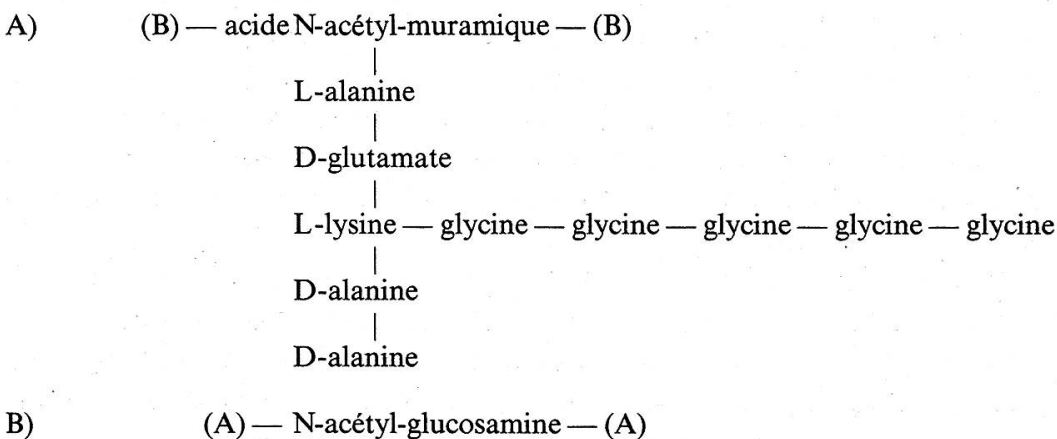 A) (B) — acide N-acétyl-muramique — (B)
L-alanine
D-glutamate
L-lysine — glycine — glycine — glycine — glycine — glycine
D-alanine
D-alanine
B) (A) — N-acétyl-glucosamine — (A)